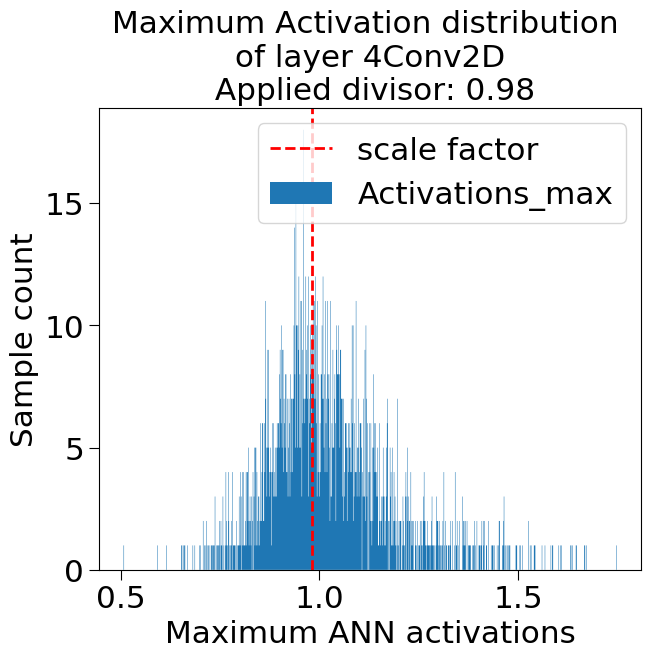 Maximum Activation distribution
of layer 4Conv2D
Applied divisor: 0.98
scale factor
Activations_max
Sample count
15
10
5
0
0.5 1.0 1.5
Maximum ANN activations